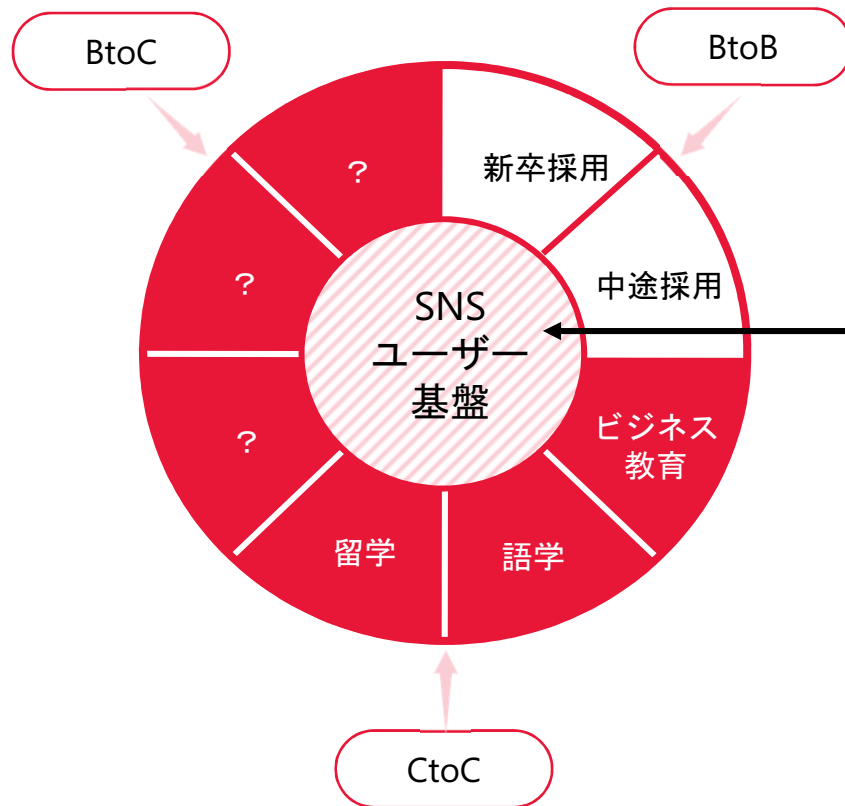 BtoC
BtoB
？
新卒採用
？
中途採用
SNS
ユーザー
基盤
？
ビジネス
教育
留学
語学
CtoC